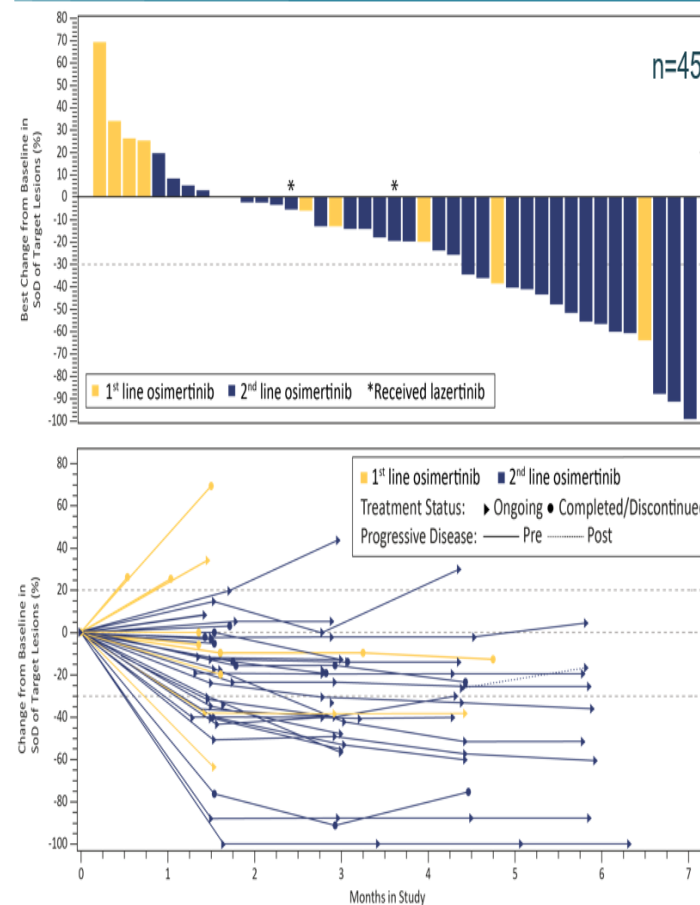 80
70
60
50
40
30
20
10
0
-10
-20
-30
-40
-50
-60
-70
-80
-90
-100
Best Change from Baseline in
SoD of Target Lesions (%)
n=45
*
*
1st line osimertinib 2nd line osimertinib *Received lazertinib
80
60
40
20
0
-20
-40
-60
-80
-100
Change from Baseline in
SoD of Target Lesions (%)
1st line osimertinib 2nd line osimertinib
Treatment Status: Ongoing Completed/Discontinue
Progressive Disease: Pre Post
0 1 2 3 4 5 6 7
Months in Study